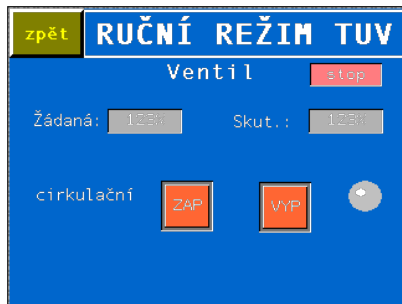 zpět RUČNÍ REŽIM TUV
Ventil stop
Žádaná: Skut.:
cirkulační ZAP VYP